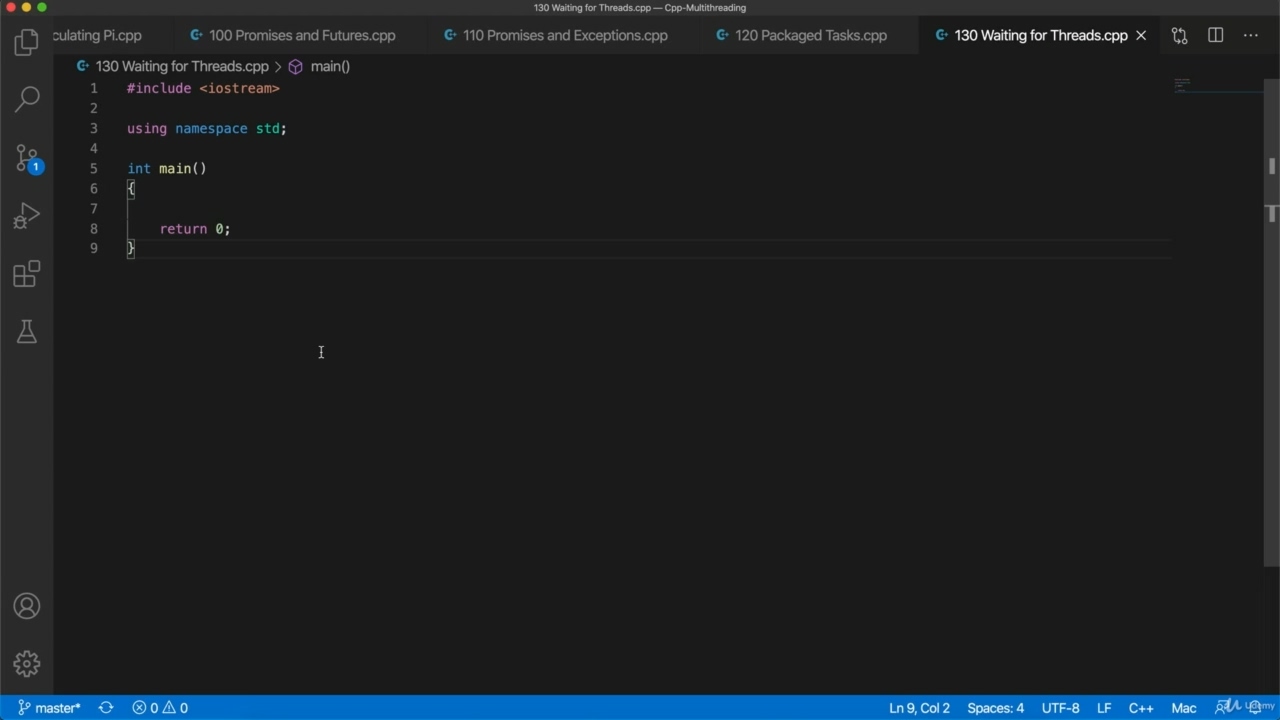 130 Waiting for Threads.cpp — Cpp-Multithreading
culating Pi.cpp 100 Promises and Futures.cpp 110 Promises and Exceptions.cpp 120 Packaged Tasks.cpp 130 Waiting for Threads.cpp
130 Waiting for Threads.cpp > main()
1 #include <iostream>
2
3 using namespace std;
4
5 int main()
6 {
7
8 return 0;
9 }
1
master* 0 0 Ln 9, Col 2 Spaces: 4 UTF-8 LF C++ Mac Udemy